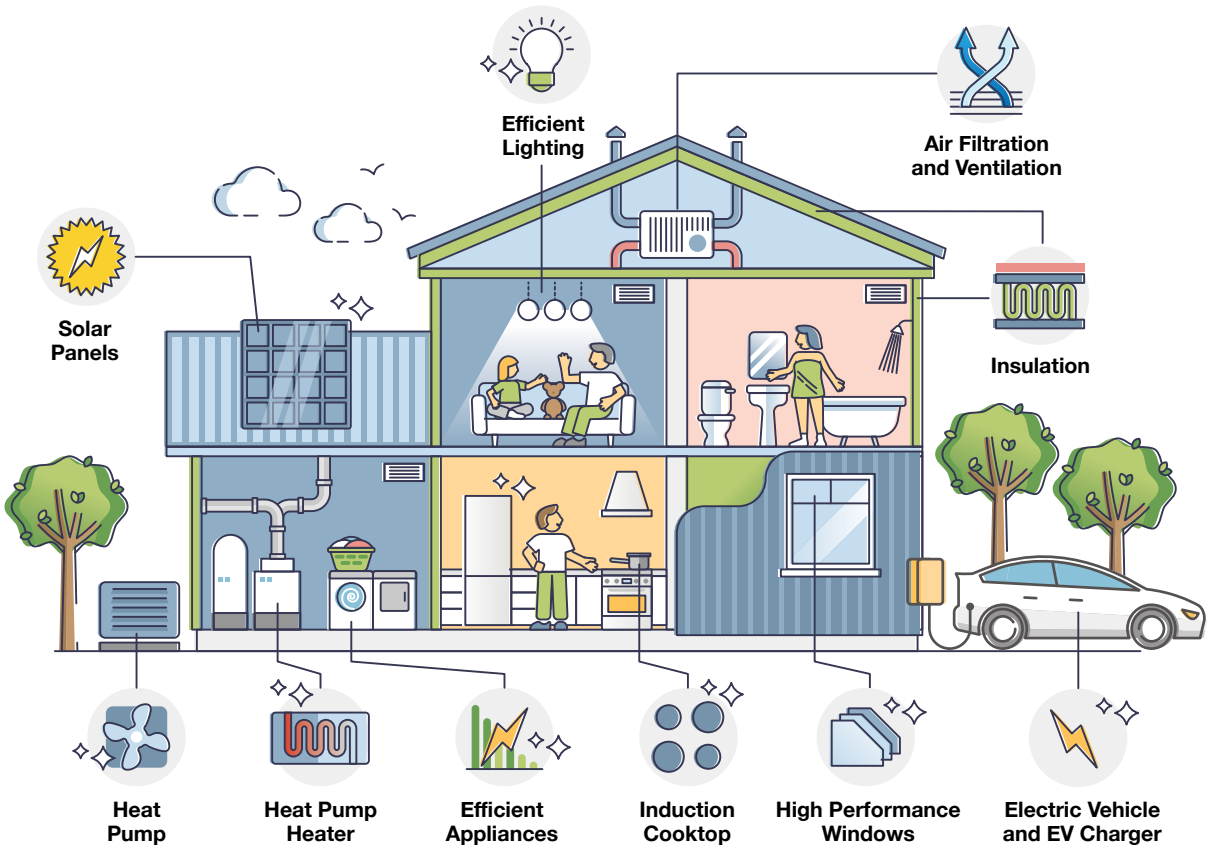 Efficient
Lighting
Air Filtration
and Ventilation
Solar
Panels
Insulation
Heat
Pump
Heat Pump
Heater
Efficient
Appliances
Induction
Cooktop
High Performance
Windows
Electric Vehicle
and EV Charger